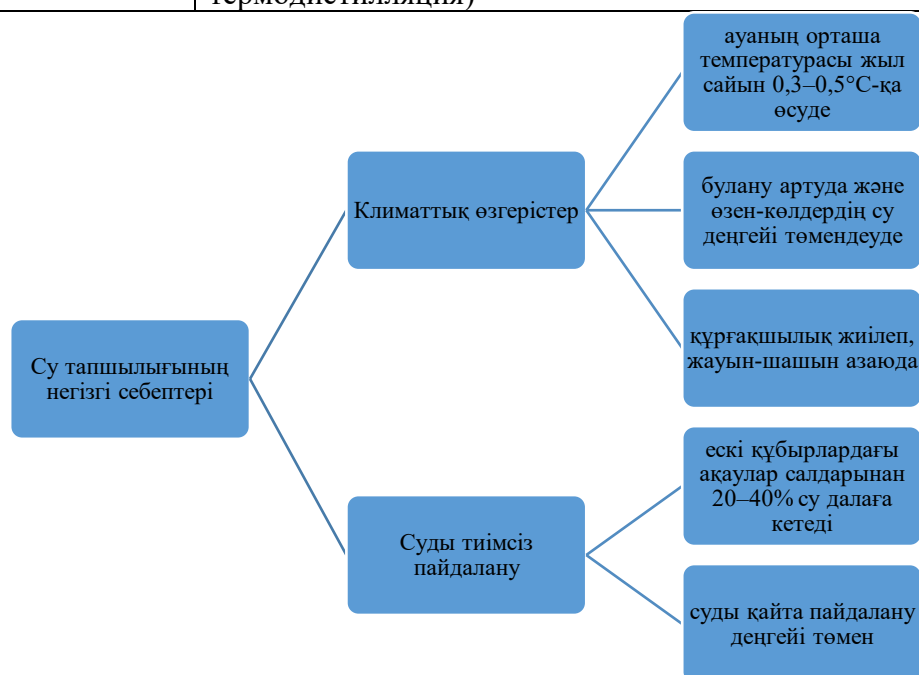 термодистилляция)
ауаның орташа
температурасы жыл
сайын 0,3–0,5°C-қа
өсуде
Климаттық өзгерістер
булану артуда және
өзен-көлдердің су
деңгейі төмендеуде
құрғақшылық жиілеп,
жауын-шашын азаюда
Су тапшылығының
негізгі себептері
ескі құбырлардағы
ақаулар салдарынан
20–40% су далаға
кетеді
Суды тиімсіз
пайдалану
суды қайта пайдалану
деңгейі төмен